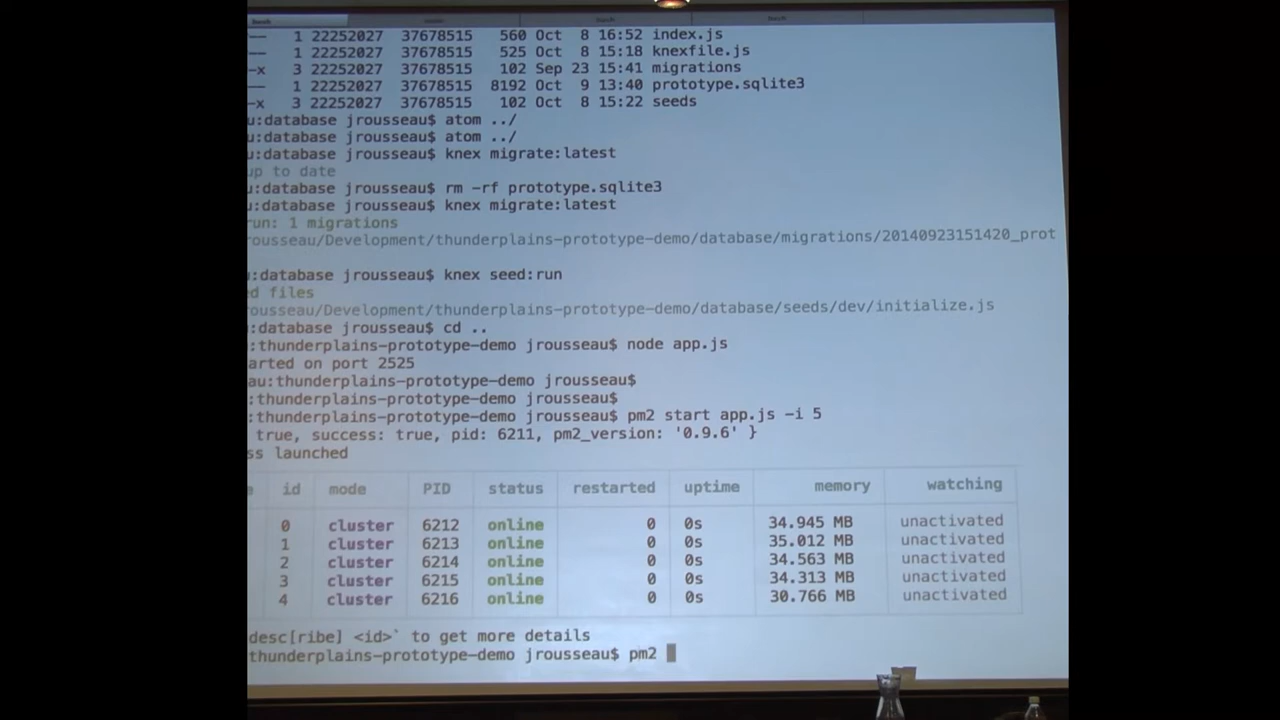 bash bash bash
-- 1 22252027 37678515 560 Oct 8 16:52 index.js
-- 1 22252027 37678515 525 Oct 8 15:18 knexfile.js
-x 3 22252027 37678515 102 Sep 23 15:41 migrations
-- 1 22252027 37678515 8192 Oct 9 13:40 prototype.sqlite3
-x 3 22252027 37678515 102 Oct 8 15:22 seeds
u:database jrousseau$ atom ../
u:database jrousseau$ atom ../
u:database jrousseau$ knex migrate:latest
up to date
u:database jrousseau$ rm -rf prototype.sqlite3
u:database jrousseau$ knex migrate:latest
run: 1 migrations
rousseau/Development/thunderplains-prototype-demo/database/migrations/20140923151420_prot
u:database jrousseau$ knex seed:run
ed files
rousseau/Development/thunderplains-prototype-demo/database/seeds/dev/initialize.js
:database jrousseau$ cd ..
:thunderplains-prototype-demo jrousseau$ node app.js
arted on port 2525
au:thunderplains-prototype-demo jrousseau$
:thunderplains-prototype-demo jrousseau$
:thunderplains-prototype-demo jrousseau$ pm2 start app.js -i 5
true, success: true, pid: 6211, pm2_version: '0.9.6' }
ss launched
e id mode PID status restarted uptime memory watching
0 cluster 6212 online 0 0s 34.945 MB unactivated
1 cluster 6213 online 0 0s 35.012 MB unactivated
2 cluster 6214 online 0 0s 34.563 MB unactivated
3 cluster 6215 online 0 0s 34.313 MB unactivated
4 cluster 6216 online 0 0s 30.766 MB unactivated
desc[ribe] <id>` to get more details
thunderplains-prototype-demo jrousseau$ pm2